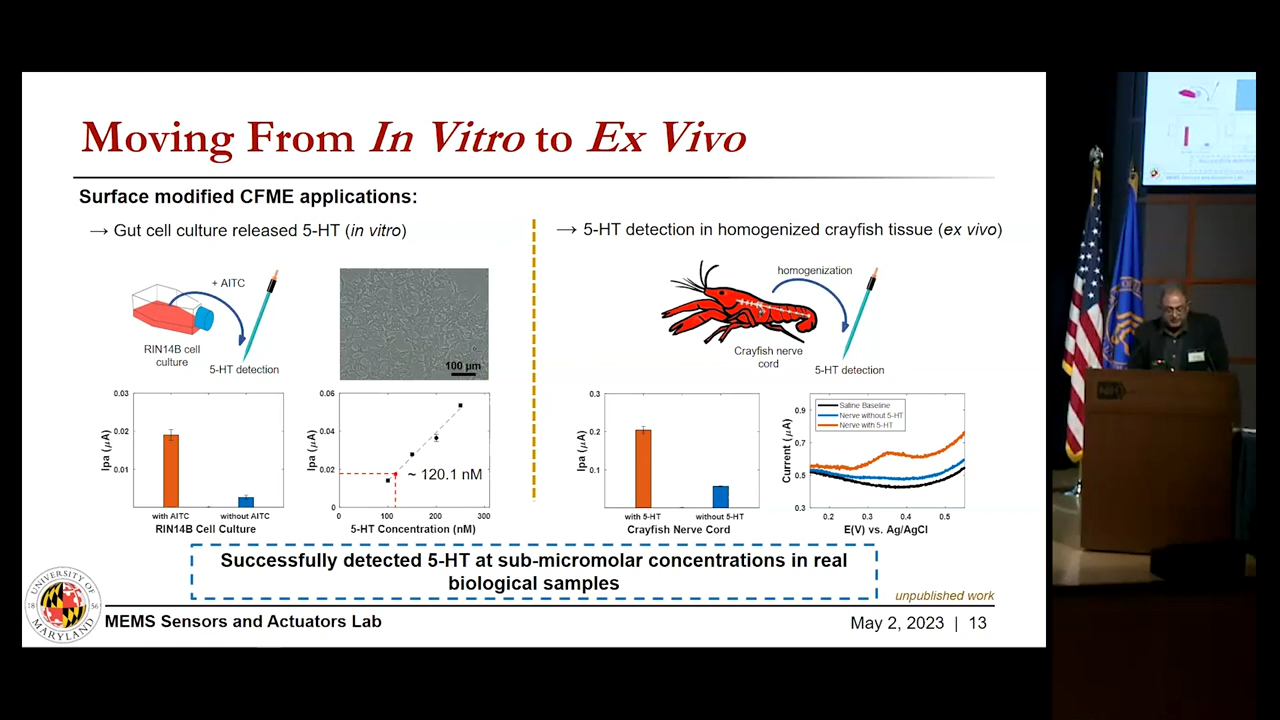 Moving From In Vitro to Ex Vivo
Surface modified CFME applications:
→ Gut cell culture released 5-HT (in vitro)
+ AITC
RIN14B cell
culture
5-HT detection
100 µm
0.03
0.02
0.01
Ipa (µA)
with AITC
without AITC
RIN14B Cell Culture
0.06
0.04
0.02
0
Ipa (µA)
~ 120.1 nM
0
100
200
300
5-HT Concentration (nM)
→ 5-HT detection in homogenized crayfish tissue (ex vivo)
homogenization
Crayfish nerve
cord
5-HT detection
0.3
0.2
0.1
Ipa (µA)
with 5-HT
without 5-HT
Crayfish Nerve Cord
Saline Baseline
Nerve without 5-HT
Nerve with 5-HT
0.9
0.7
0.5
0.3
Current (µA)
0.2
0.3
0.4
0.5
E(V) vs. Ag/AgCl
Successfully detected 5-HT at sub-micromolar concentrations in real
biological samples
unpublished work
UNIVERSITY OF
18 56
MARYLAND
MEMS Sensors and Actuators Lab
May 2, 2023 | 13
MEMS Sensors and Actuators Lab
NIH